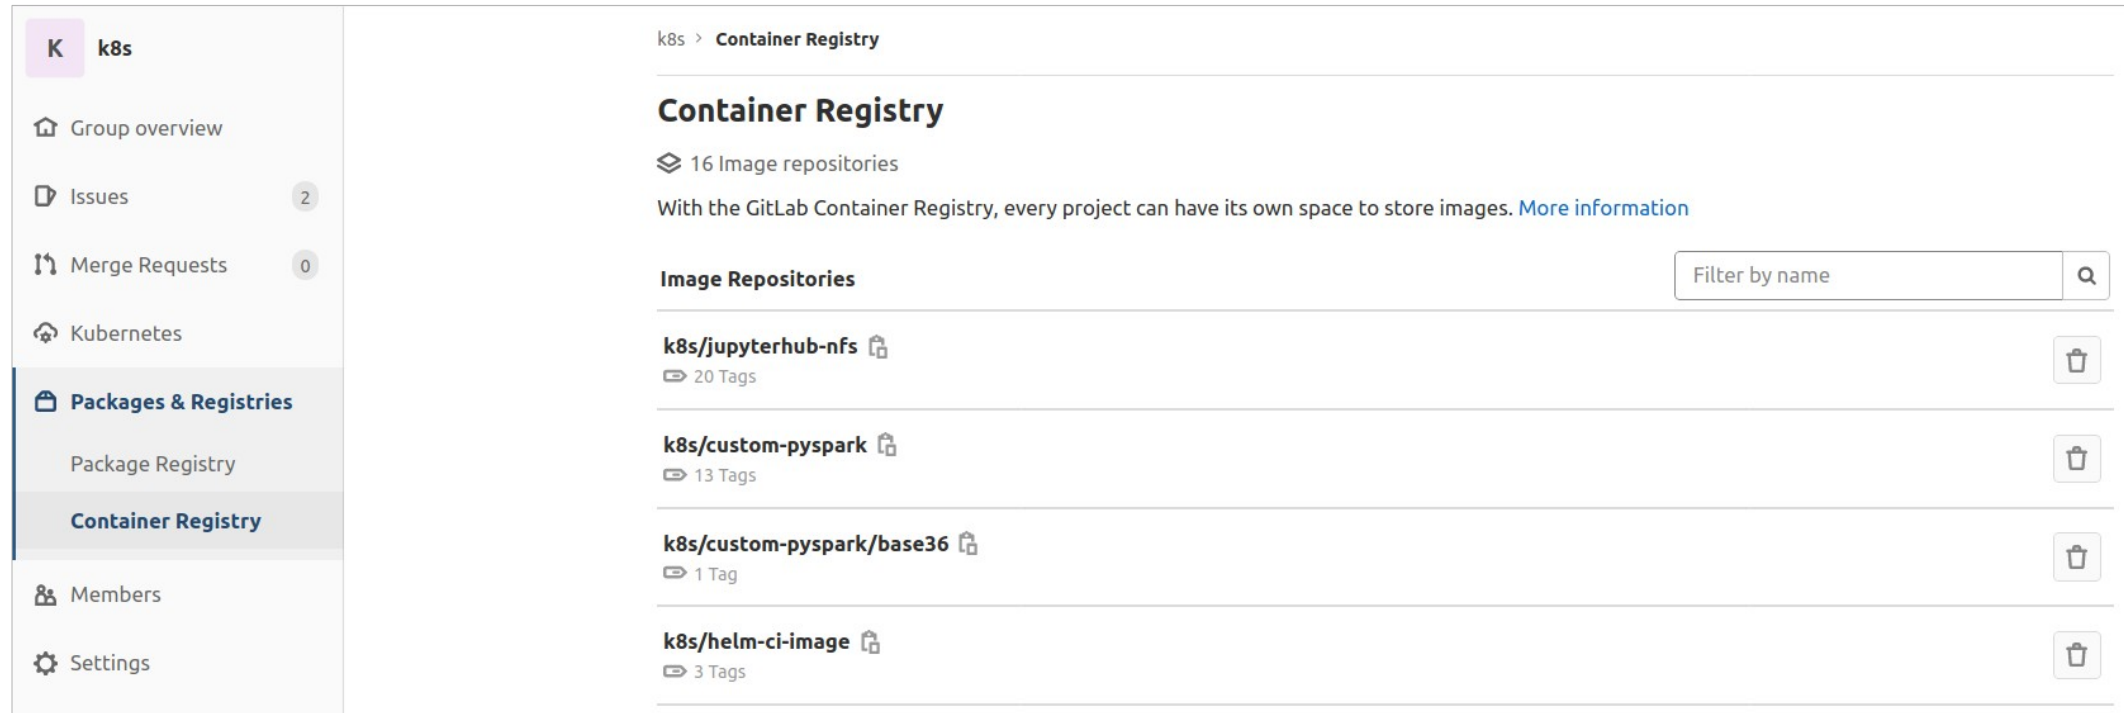 K k8s
Group overview
Issues 2
Merge Requests 0
Kubernetes
Packages & Registries
Package Registry
Container Registry
Members
Settings
k8s > Container Registry
Container Registry
16 Image repositories
With the GitLab Container Registry, every project can have its own space to store images. More information
Image Repositories
Filter by name
k8s/jupyterhub-nfs
20 Tags
k8s/custom-pyspark
13 Tags
k8s/custom-pyspark/base36
1 Tag
k8s/helm-ci-image
3 Tags